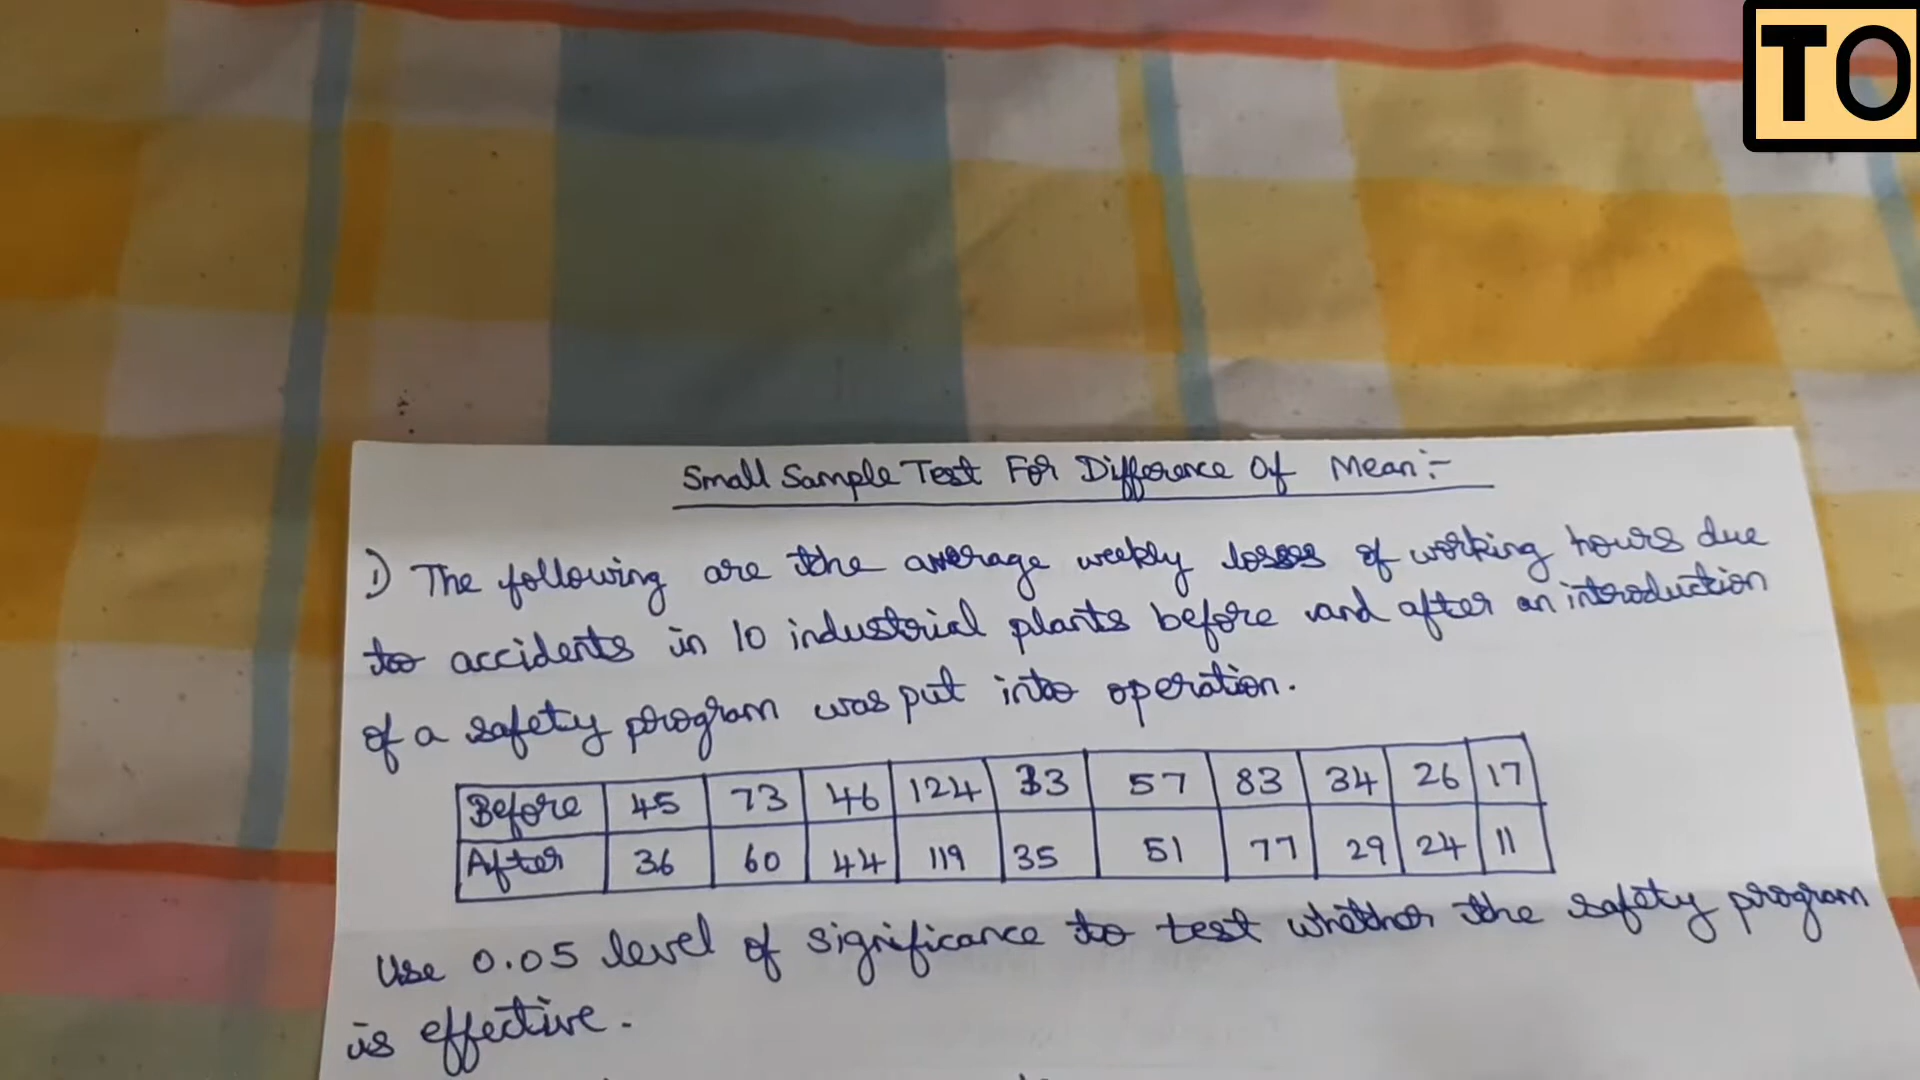 TO
Small Sample Test For Difference Of Mean:-
1) The following are the average weekly losses of working hours due
to accidents in 10 industrial plants before and after an introduction
of a safety program was put into operation.
Before 45 73 46 124 33 57 83 34 26 17
After 36 60 44 119 35 51 77 29 24 11
Use 0.05 level of significance to test whether the safety program
is effective.